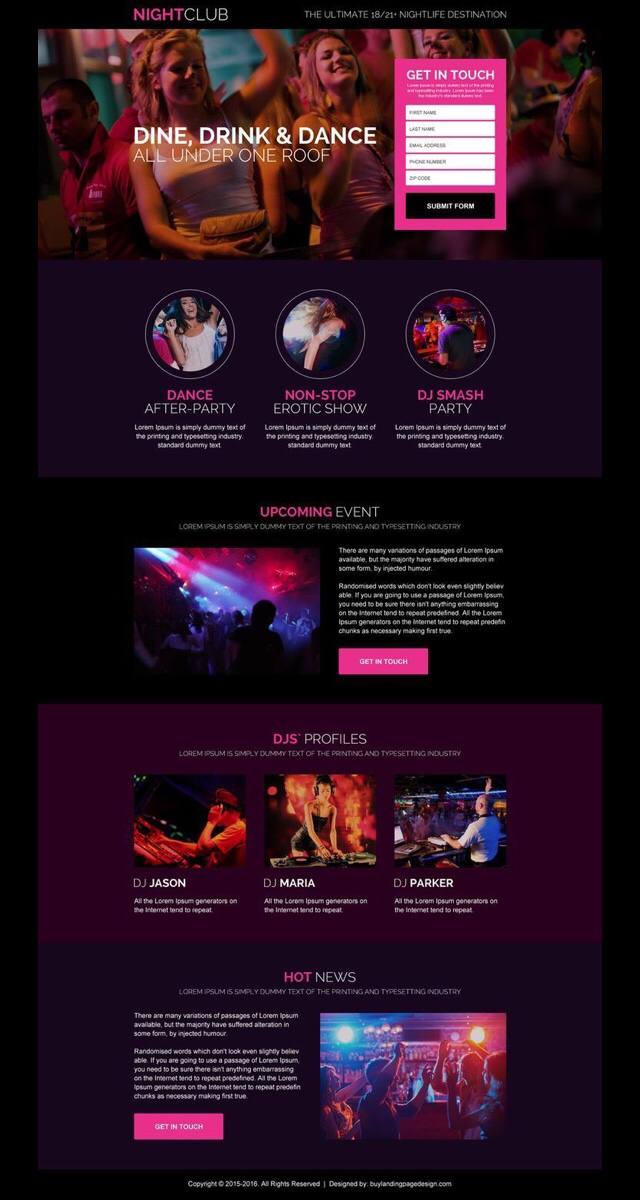 NIGHTCLUB
THE ULTIMATE 18/21+ NIGHTLIFE DESTINATION
DINE, DRINK & DANCE
ALL UNDER ONE ROOF
GET IN TOUCH
Lorem Ipsum is simply dummy text of the printing
and typesetting industry. Lorem Ipsum has been
the industry's standard dummy text.
FIRST NAME
LAST NAME
EMAIL ADDRESS
PHONE NUMBER
ZIP CODE
SUBMIT FORM
DANCE
AFTER-PARTY
Lorem Ipsum is simply dummy text of
the printing and typesetting industry.
standard dummy text.
NON-STOP
EROTIC SHOW
Lorem Ipsum is simply dummy text of
the printing and typesetting industry.
standard dummy text.
DJ SMASH
PARTY
Lorem Ipsum is simply dummy text of
the printing and typesetting industry.
standard dummy text.
UPCOMING EVENT
LOREM IPSUM IS SIMPLY DUMMY TEXT OF THE PRINTING AND TYPESETTING INDUSTRY
There are many variations of passages of Lorem Ipsum
available, but the majority have suffered alteration in
some form, by injected humour.
Randomised words which don't look even slightly believ
able. If you are going to use a passage of Lorem Ipsum,
you need to be sure there isn't anything embarrassing
on the Internet tend to repeat predefined. All the Lorem
Ipsum generators on the Internet tend to repeat predefin
chunks as necessary making first true.
GET IN TOUCH
DJS` PROFILES
LOREM IPSUM IS SIMPLY DUMMY TEXT OF THE PRINTING AND TYPESETTING INDUSTRY
DJ JASON
All the Lorem Ipsum generators on
the Internet tend to repeat.
DJ MARIA
All the Lorem Ipsum generators on
the Internet tend to repeat.
DJ PARKER
All the Lorem Ipsum generators on
the Internet tend to repeat.
HOT NEWS
LOREM IPSUM IS SIMPLY DUMMY TEXT OF THE PRINTING AND TYPESETTING INDUSTRY
There are many variations of passages of Lorem Ipsum
available, but the majority have suffered alteration in
some form, by injected humour.
Randomised words which don't look even slightly believ
able. If you are going to use a passage of Lorem Ipsum,
you need to be sure there isn't anything embarrassing
on the Internet tend to repeat predefined. All the Lorem
Ipsum generators on the Internet tend to repeat predefin
chunks as necessary making first true.
GET IN TOUCH
Copyright © 2015-2016. All Rights Reserved | Designed by: buylandingpagedesign.com